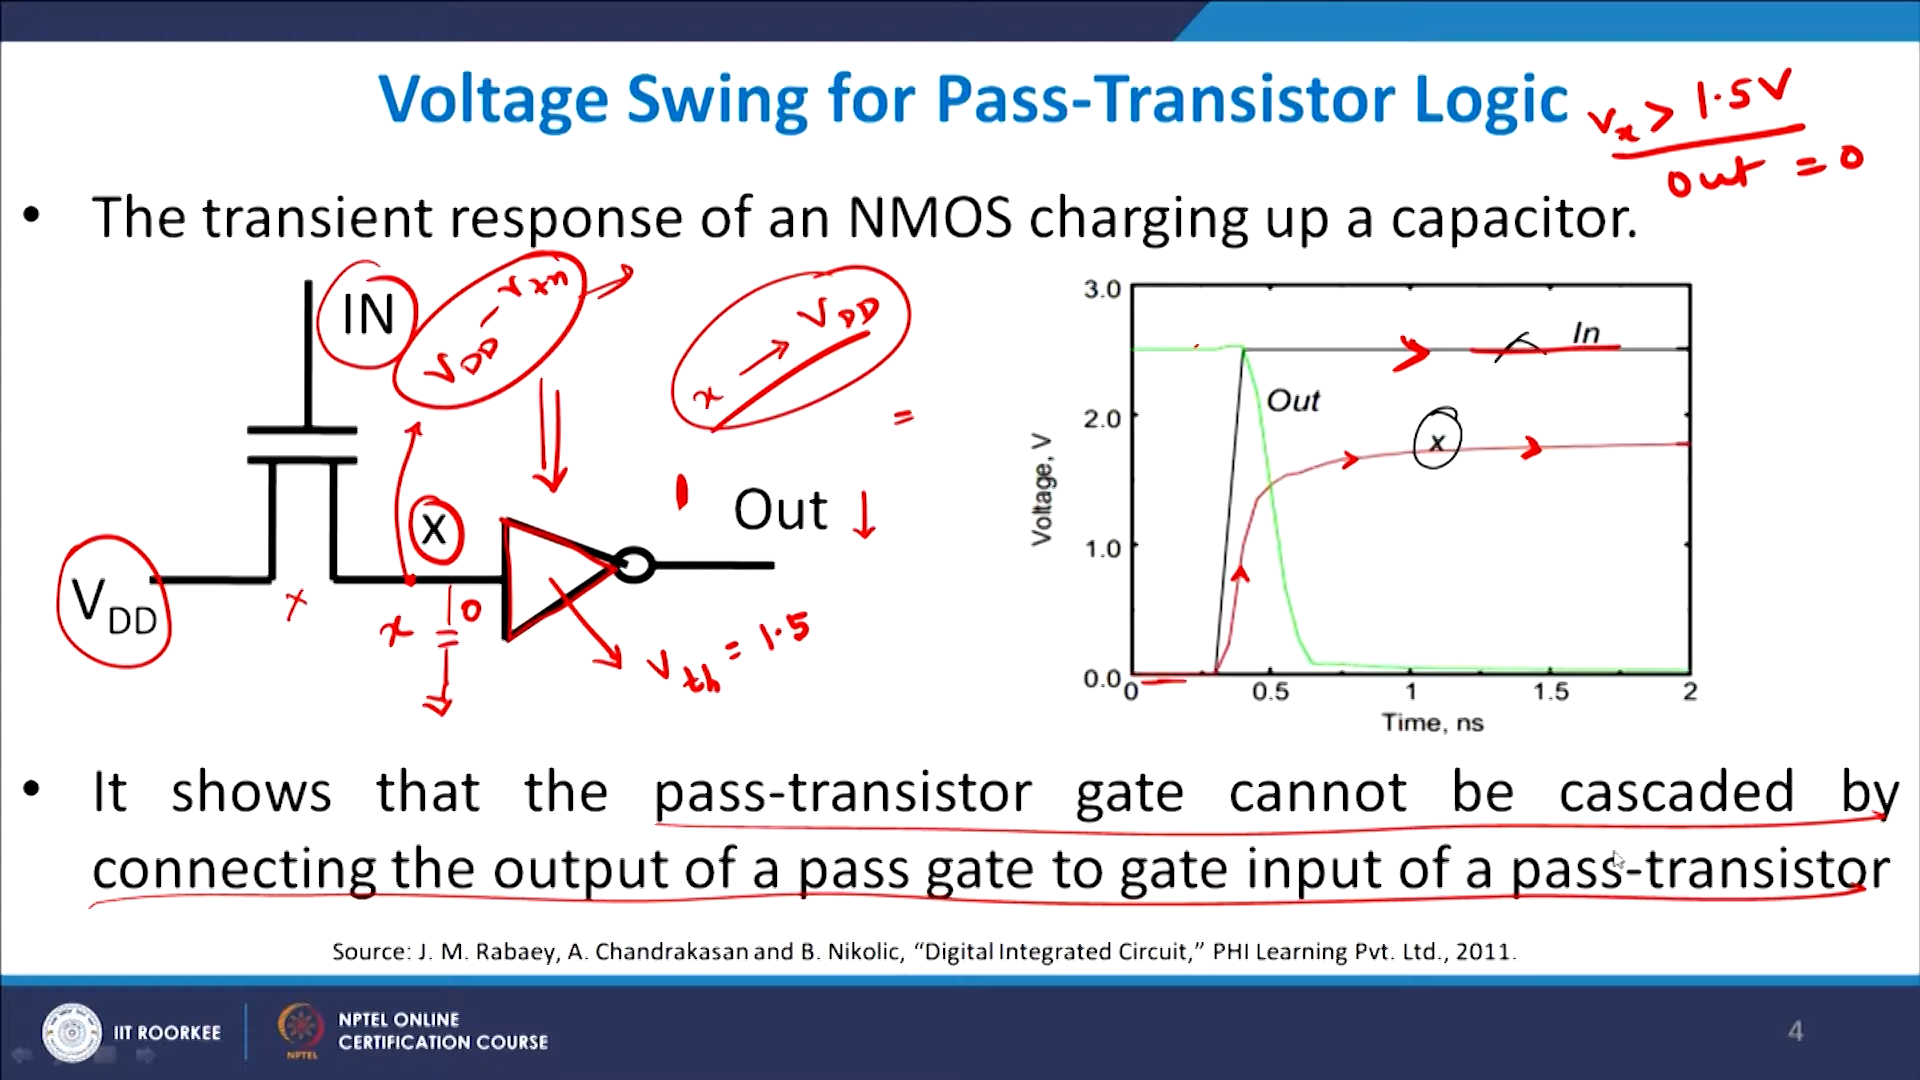 Voltage Swing for Pass-Transistor Logic
Vx > 1.5V
out = 0
• The transient response of an NMOS charging up a capacitor.
IN
VDD - Vxn
x → VDD
=
X
Out ↓
VDD
x
x
0
Vth = 1.5
3.0
2.0
1.0
0.0
Voltage, V
In
Out
x
0
0.5
1
1.5
2
Time, ns
• It shows that the pass-transistor gate cannot be cascaded by
connecting the output of a pass gate to gate input of a pass-transistor
Source: J. M. Rabaey, A. Chandrakasan and B. Nikolic, “Digital Integrated Circuit,” PHI Learning Pvt. Ltd., 2011.
IIT ROORKEE
NPTEL
NPTEL ONLINE
CERTIFICATION COURSE
4